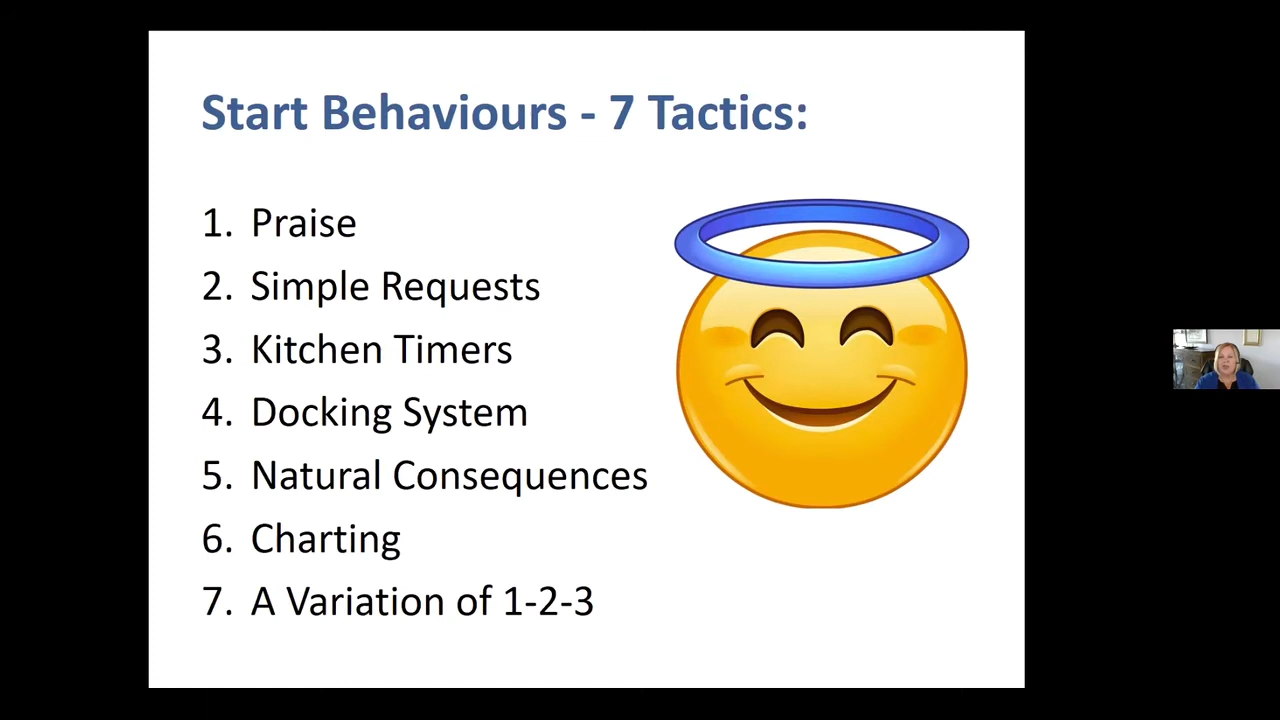 Start Behaviours - 7 Tactics:
1. Praise
2. Simple Requests
3. Kitchen Timers
4. Docking System
5. Natural Consequences
6. Charting
7. A Variation of 1-2-3